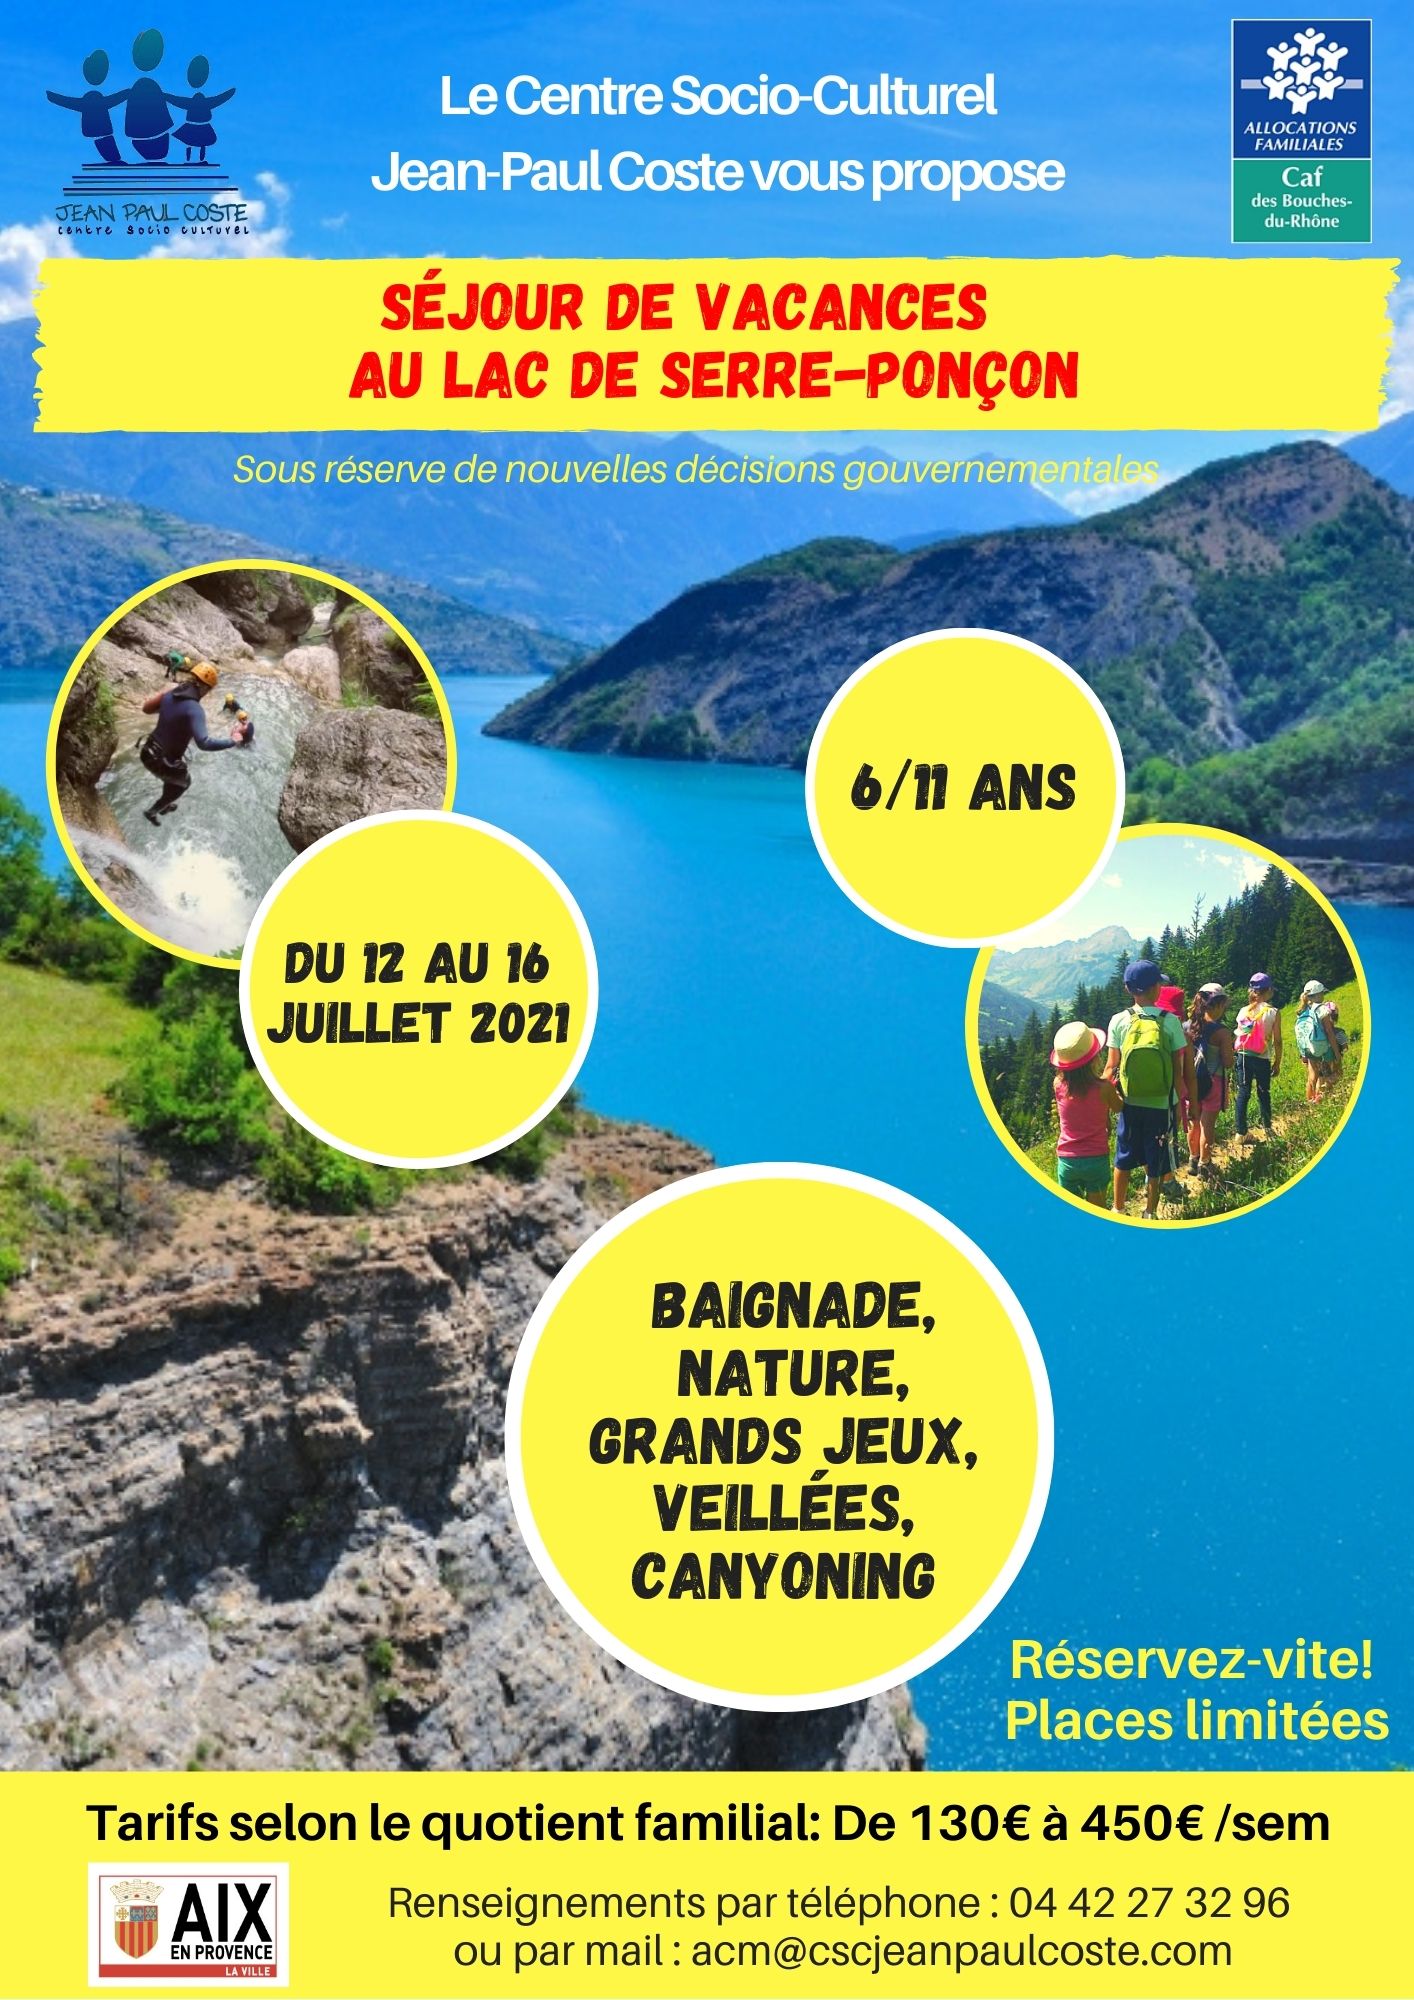 JEAN PAUL COSTE
centre socio culturel
Le Centre Socio-Culturel
Jean-Paul Coste vous propose
ALLOCATIONS
FAMILIALES
Caf
des Bouches-
du-Rhône
SÉJOUR DE VACANCES
AU LAC DE SERRE-PONÇON
Sous réserve de nouvelles décisions gouvernementales
6/11 ANS
DU 12 AU 16
JUILLET 2021
BAIGNADE,
NATURE,
GRANDS JEUX,
VEILLÉES,
CANYONING
Réservez-vite!
Places limitées
Tarifs selon le quotient familial: De 130€ à 450€ /sem
AIX
EN PROVENCE
LA VILLE
Renseignements par téléphone : 04 42 27 32 96
ou par mail : acm@cscjeanpaulcoste.com